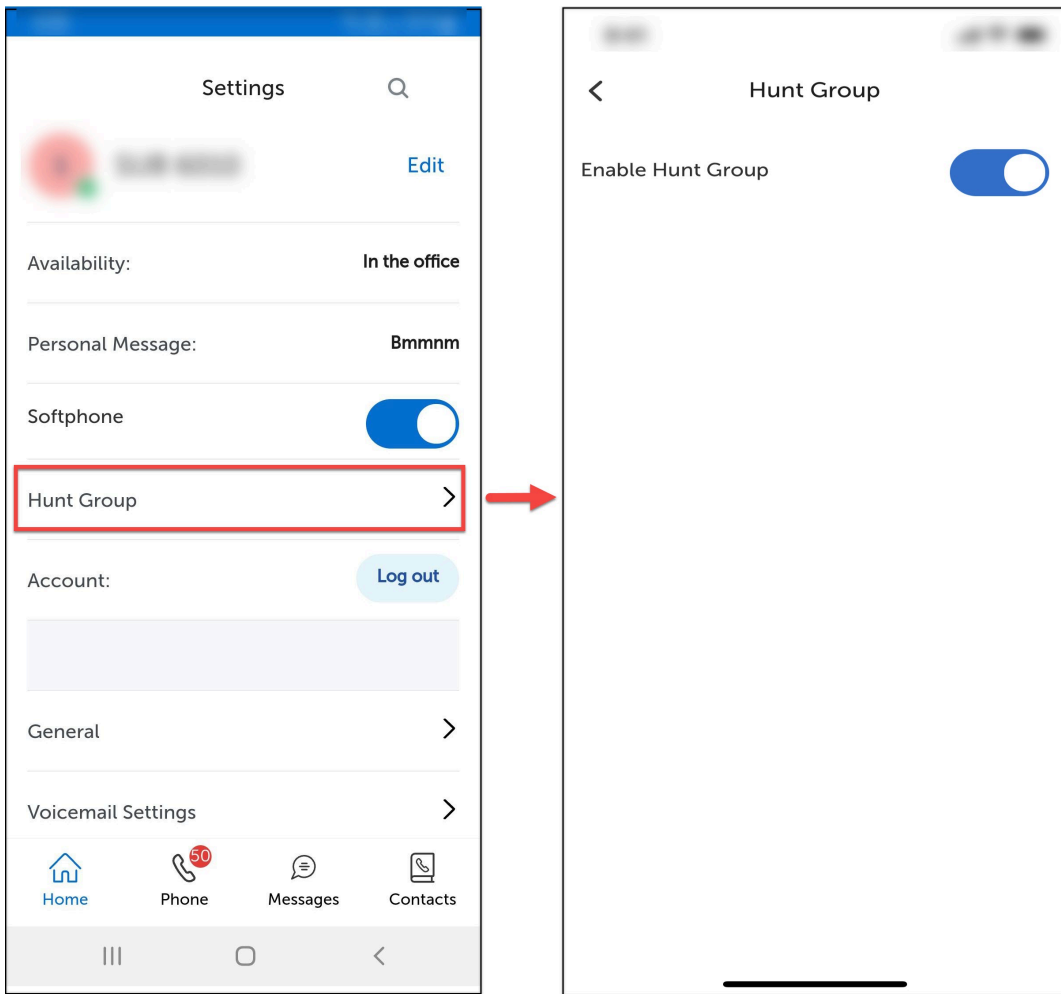 Settings
Edit
Availability: In the office
Personal Message: Bmmnm
Softphone
Hunt Group
Account: Log out
General
Voicemail Settings
50
Home Phone Messages Contacts
Hunt Group
Enable Hunt Group